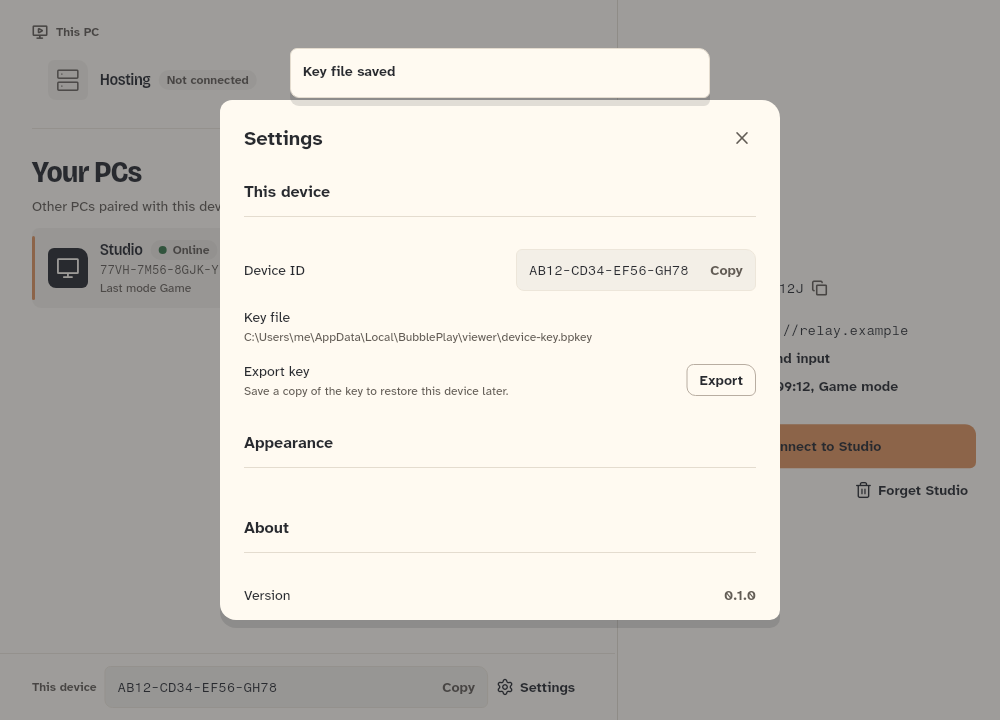 This PC
Hosting Not connected
Key file saved
Your PCs
Other PCs paired with this
Studio Online
77VH-7M56-8GJK-Y
Last mode Game
Settings
This device
Device ID AB12-CD34-EF56-GH78 Copy
Key file
C:\Users\me\AppData\Local\BubblePlay\viewer\device-key.bpkey
Export key
Save a copy of the key to restore this device later.
Export
Appearance
About
Version 0.1.0
12J
//relay.example
input
09:12, Game mode
to Studio
Forget Studio
This device AB12-CD34-EF56-GH78 Copy Settings